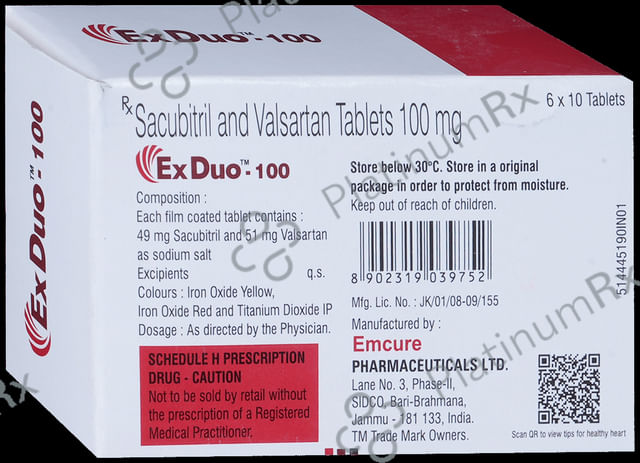 ExDuo™-100
ExDuo™-100
Rx Sacubitril and Valsartan Tablets 100 mg
6 x 10 Tablets
ExDuo™-100
Composition :
Each film coated tablet contains :
49 mg Sacubitril and 51 mg Valsartan
as sodium salt
Excipients q.s.
Colours : Iron Oxide Yellow,
Iron Oxide Red and Titanium Dioxide IP
Dosage : As directed by the Physician.
SCHEDULE H PRESCRIPTION
DRUG - CAUTION
Not to be sold by retail without
the prescription of a Registered
Medical Practitioner.
Store below 30°C. Store in a original
package in order to protect from moisture.
Keep out of reach of children.
8 902319 039752
Mfg. Lic. No. : JK/01/08-09/155
Manufactured by :
Emcure
PHARMACEUTICALS LTD.
Lane No. 3, Phase-II,
SIDCO, Bari-Brahmana,
Jammu - 181 133, India.
TM Trade Mark Owners.
Scan QR to view tips for healthy heart
514445190IN01
PlatinumRx
PlatinumRx
PlatinumRx
Rx